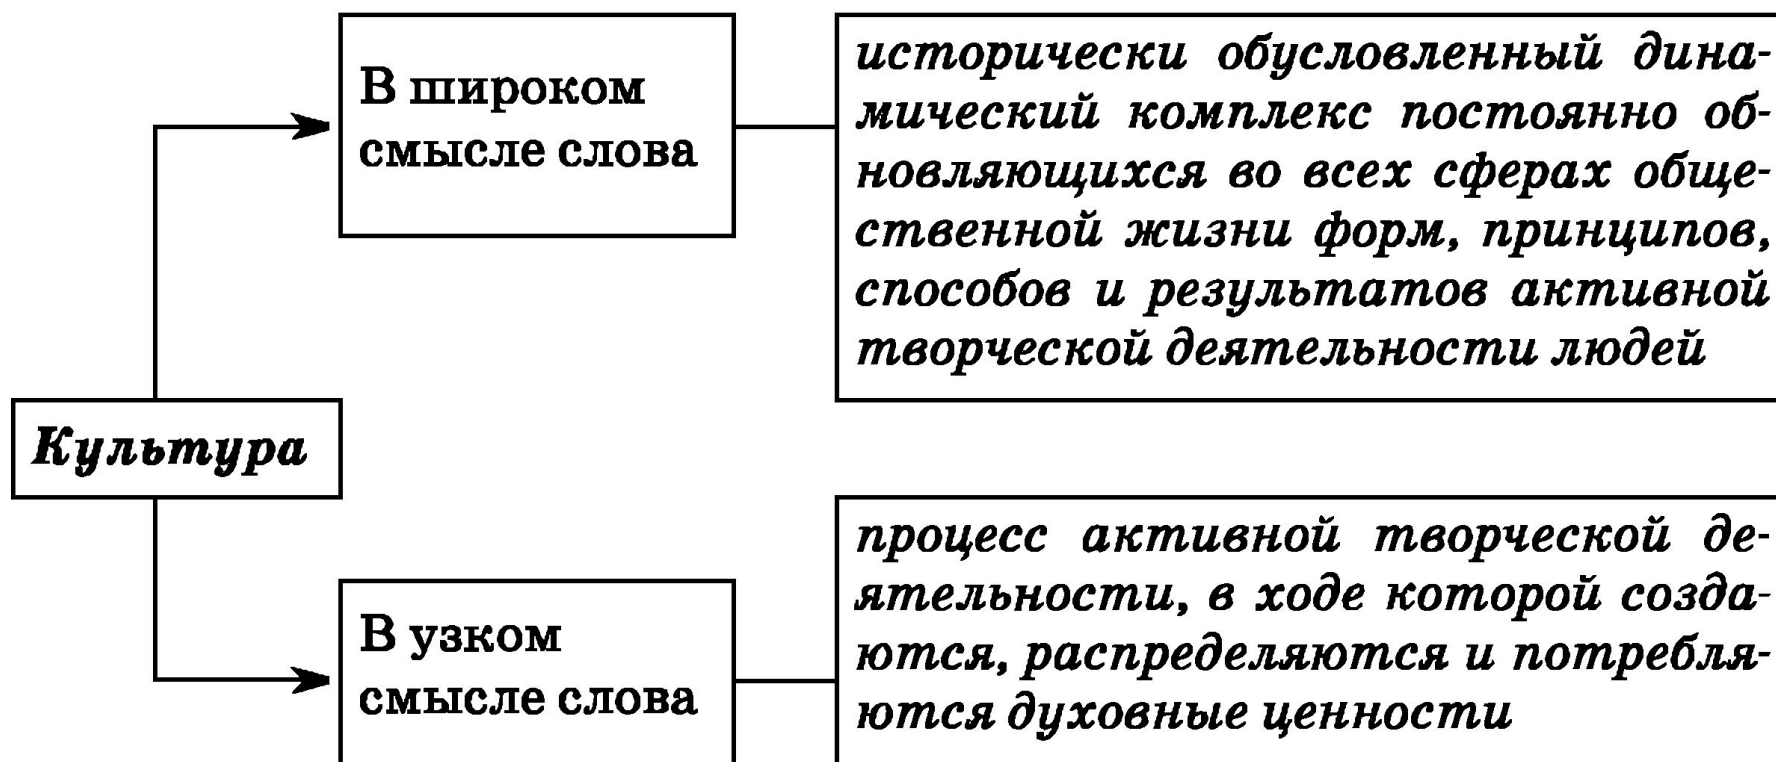 В широком
смысле слова
исторически обусловленный дина-
мический комплекс постоянно об-
новляющихся во всех сферах обще-
ственной жизни форм, принципов,
способов и результатов активной
творческой деятельности людей
Культура
В узком
смысле слова
процесс активной творческой де-
ятельности, в ходе которой созда-
ются, распределяются и потребля-
ются духовные ценности